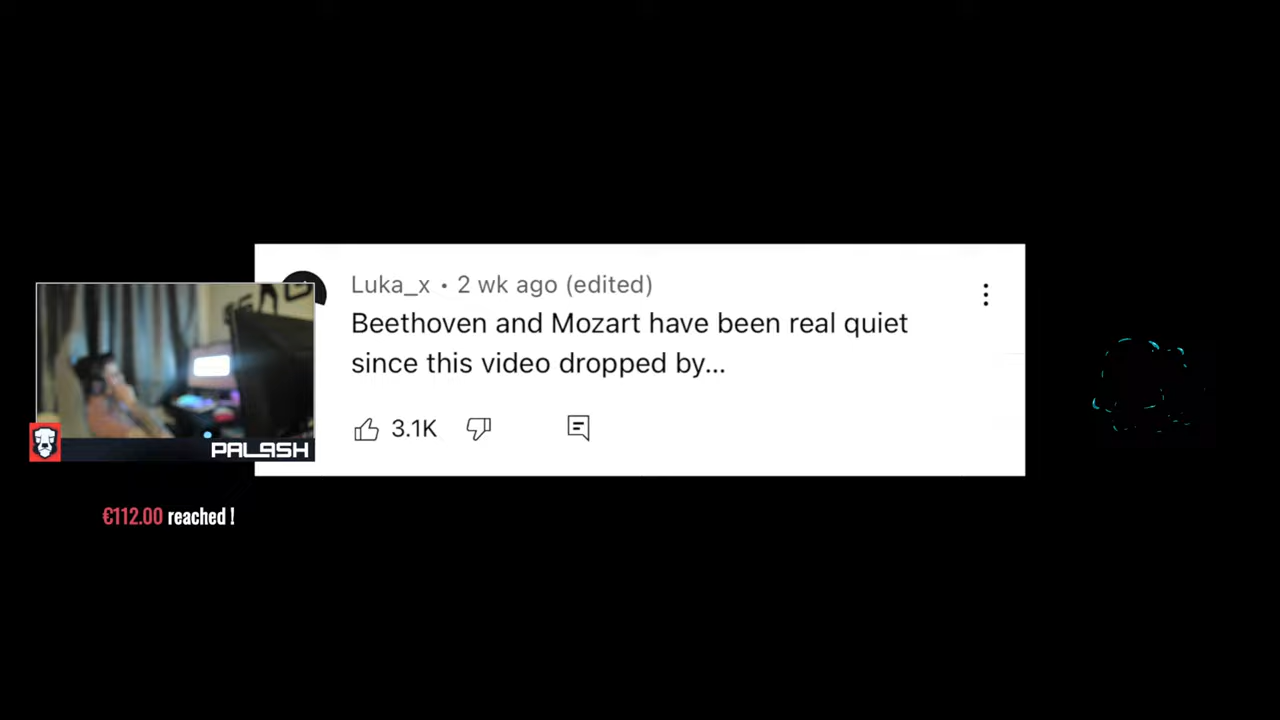 Luka_x • 2 wk ago (edited)
Beethoven and Mozart have been real quiet
since this video dropped by...
3.1K
PALASH
€112.00 reached !